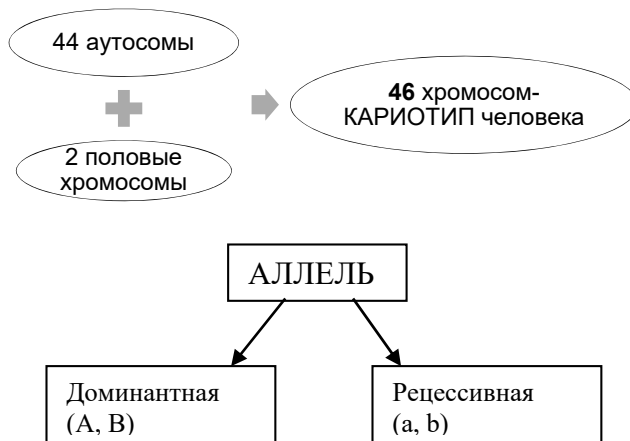 44 аутосомы
2 половые
хромосомы
46 хромосом-
КАРИОТИП человека
АЛЛЕЛЬ
Доминантная
(A, B)
Рецессивная
(a, b)